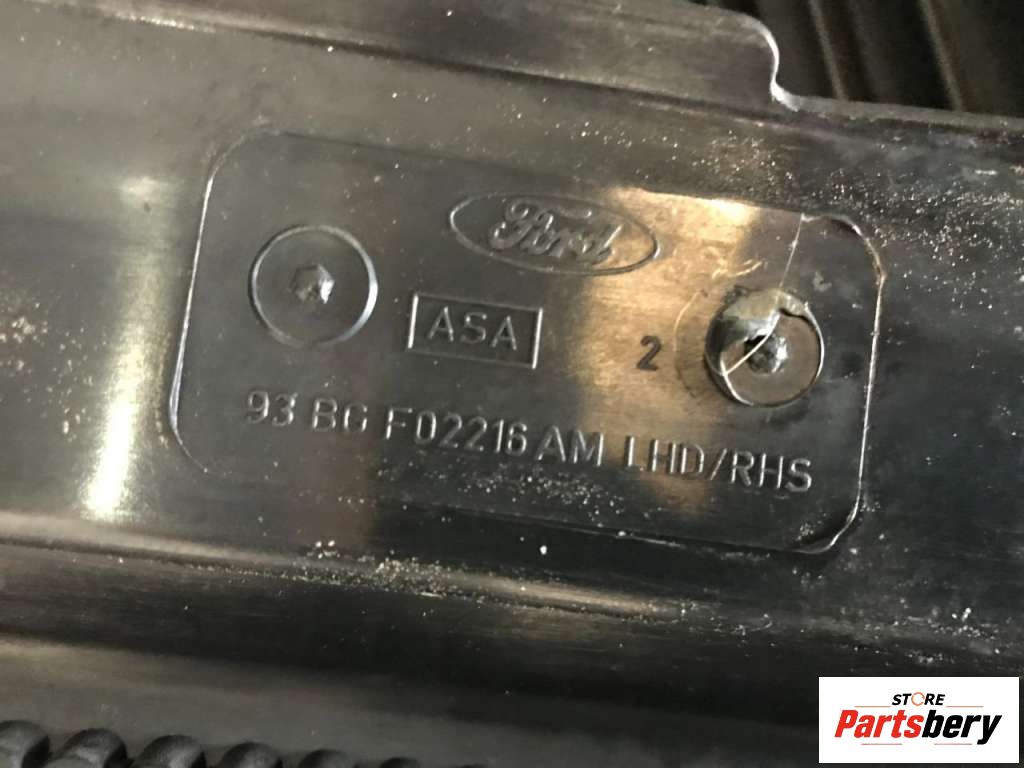 Ford
ASA
2
93 BG F02216 AM LHD/RHS
STORE
Partsbery